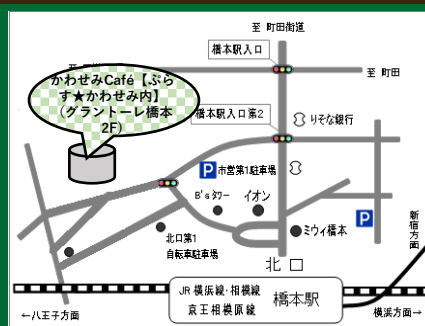 至 町田街道
橋本駅入口
至 町田
かわせみCafé【ぷら
す★かわせみ内】
(グラントーレ橋本
2F)
橋本駅入口第2
りそな銀行
P 市営第1駐車場
B'sタワー
イオン
P
北口第1
自転車駐車場
ミウィ橋本
新宿方面
北 口
JR 横浜線・相模線
京王相模原線
橋本駅
←八王子方面
横浜方面→